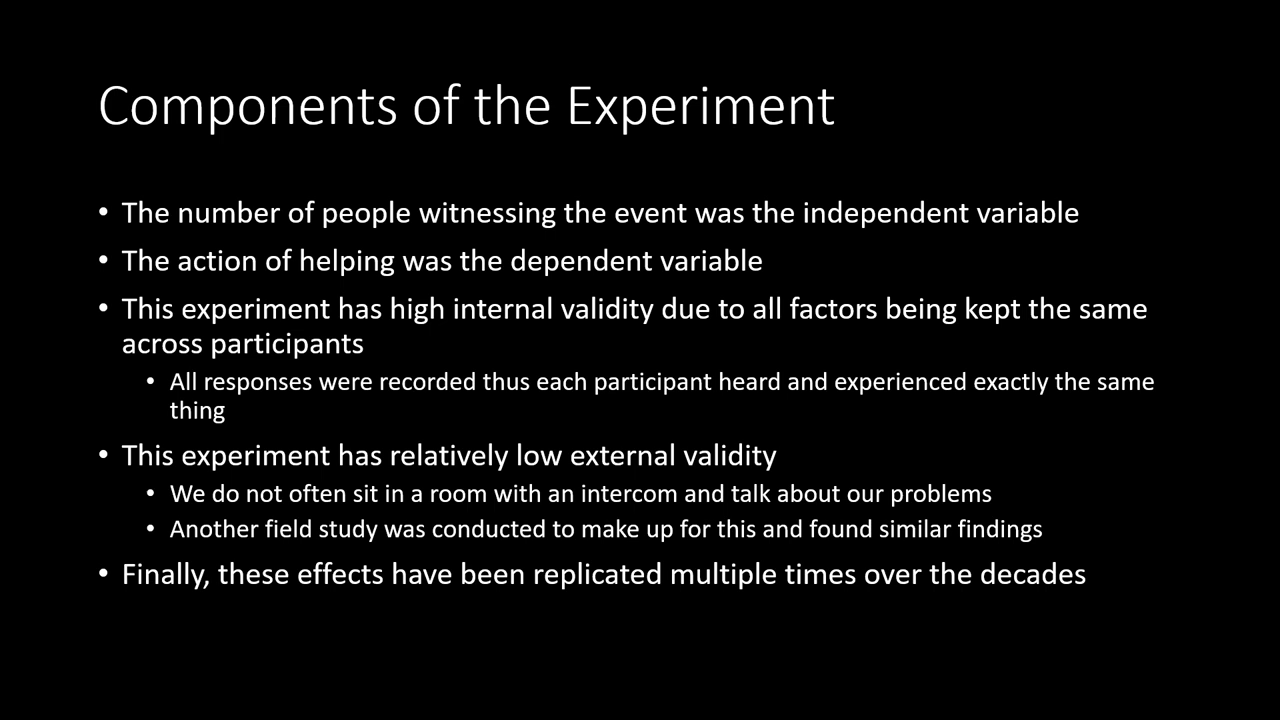 Components of the Experiment
• The number of people witnessing the event was the independent variable
• The action of helping was the dependent variable
• This experiment has high internal validity due to all factors being kept the same
across participants
• All responses were recorded thus each participant heard and experienced exactly the same
thing
• This experiment has relatively low external validity
• We do not often sit in a room with an intercom and talk about our problems
• Another field study was conducted to make up for this and found similar findings
• Finally, these effects have been replicated multiple times over the decades